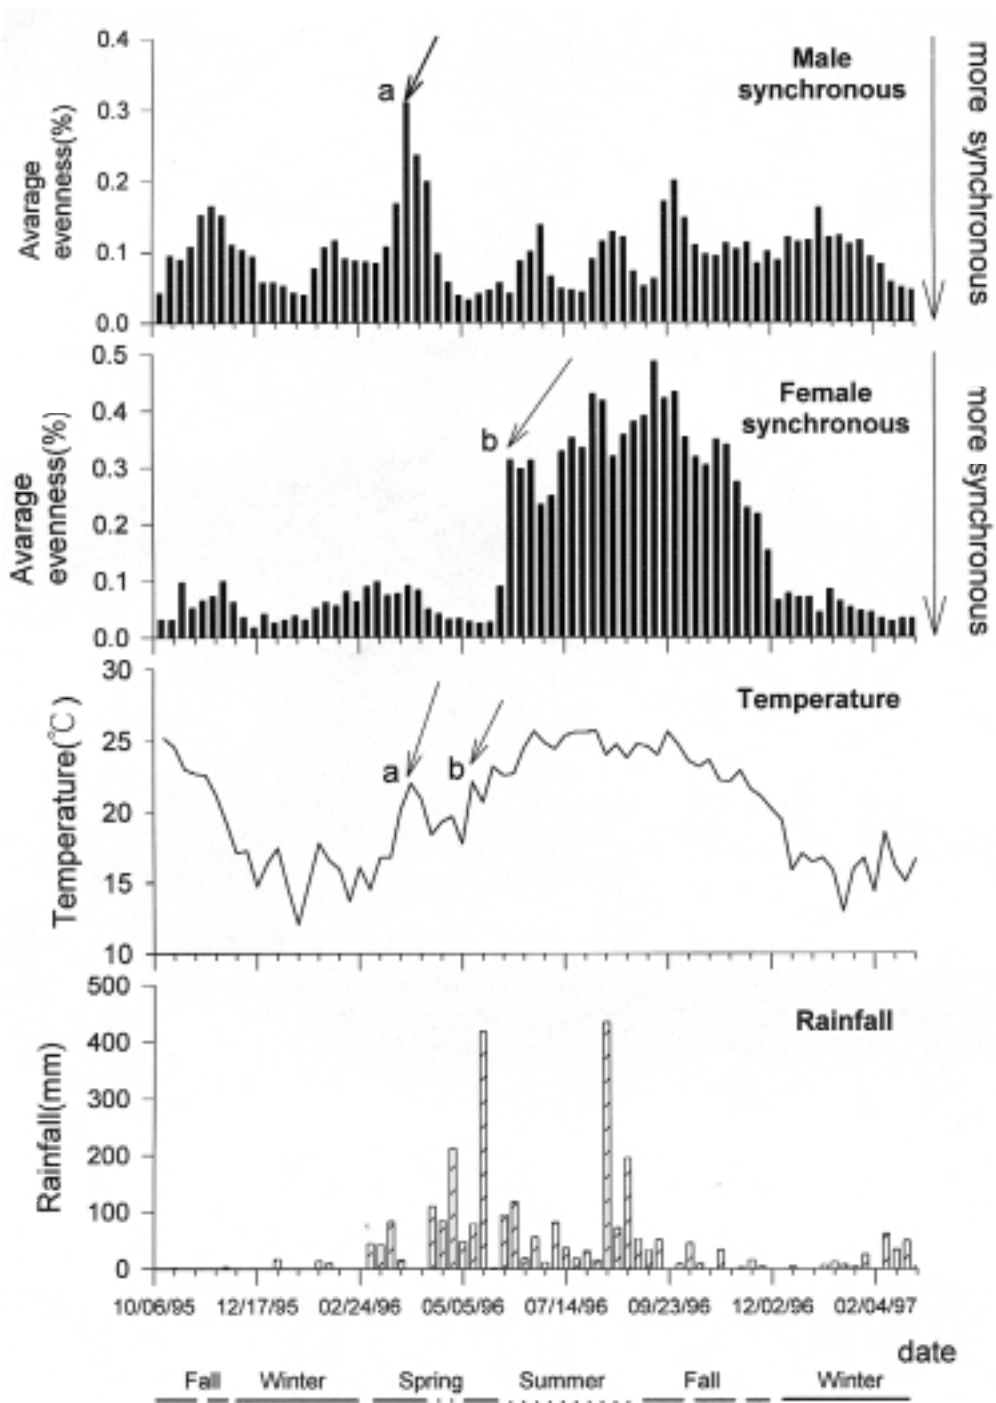 0.4
0.3
0.2
0.1
0.0
Avarage
evenness(%)
a
Male
synchronous
more synchronous
0.5
0.4
0.3
0.2
0.1
0.0
Avarage
evenness(%)
b
Female
synchronous
more synchronous
30
25
20
15
10
Temperature(℃)
a
b
Temperature
500
400
300
200
100
0
Rainfall(mm)
Rainfall
10/06/95 12/17/95 02/24/96 05/05/96 07/14/96 09/23/96 12/02/96 02/04/97
date
Fall Winter Spring Summer Fall Winter